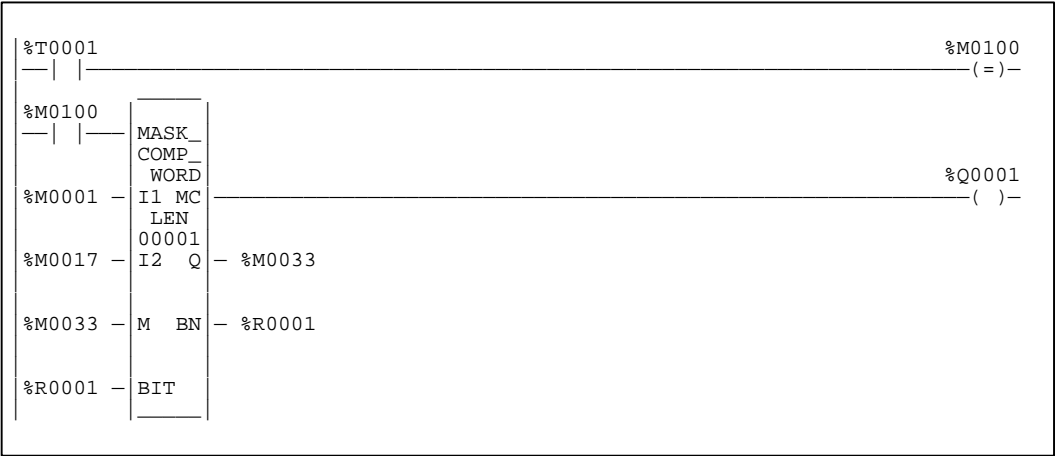 %T0001 %M0100
(=)
%M0100
MASK_
COMP_
WORD %Q0001
%M0001 I1 MC ( )
LEN
00001
%M0017 I2 Q %M0033
%M0033 M BN %R0001
%R0001 BIT